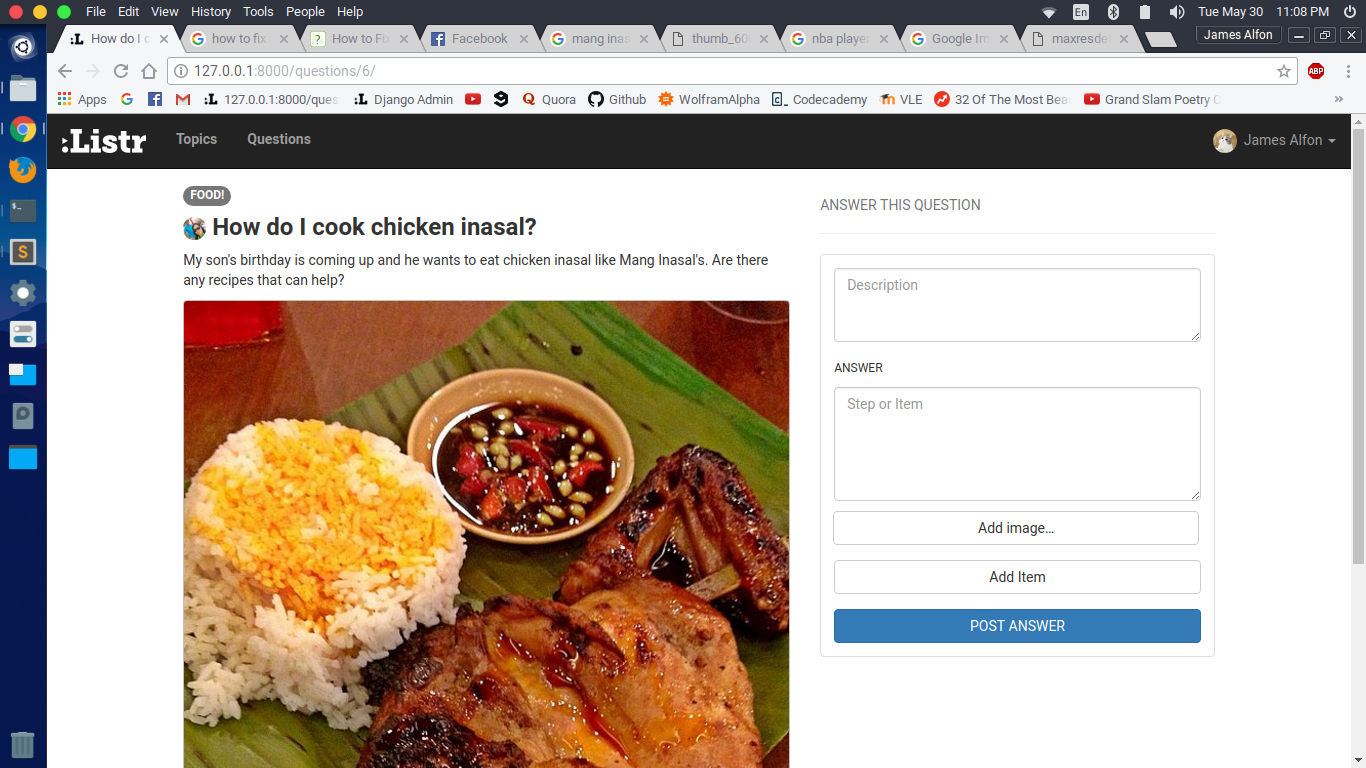 File Edit View History Tools People Help
En Tue May 30 11:08 PM
How do I c
how to fix
How to Fix
Facebook
mang inas
thumb_600
nba player
Google Im
maxresdef
James Alfon
127.0.0.1:8000/questions/6/
ABP
Apps
127.0.0.1:8000/ques
Django Admin
Quora
Github
WolframAlpha
Codecademy
VLE
32 Of The Most Bea
Grand Slam Poetry C
»
:Listr Topics Questions James Alfon
FOOD!
How do I cook chicken inasal?
My son's birthday is coming up and he wants to eat chicken inasal like Mang Inasal's. Are there
any recipes that can help?
ANSWER THIS QUESTION
Description
ANSWER
Step or Item
Add image…
Add Item
POST ANSWER